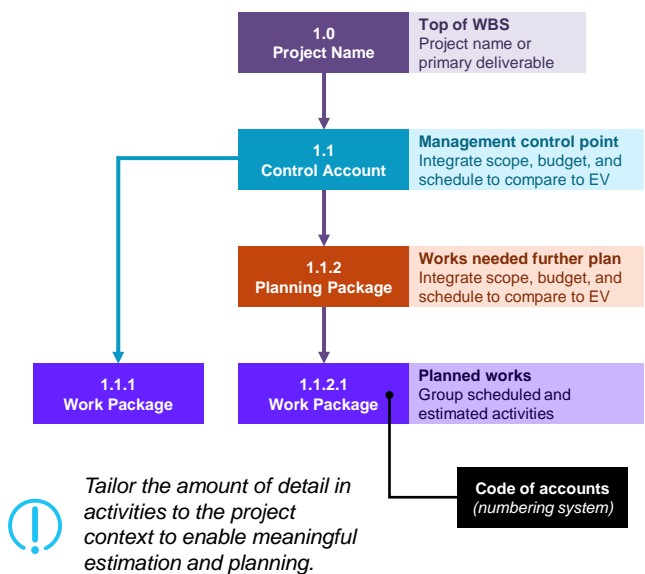 1.0
Project Name
Top of WBS
Project name or
primary deliverable
1.1
Control Account
Management control point
Integrate scope, budget, and
schedule to compare to EV
1.1.2
Planning Package
Works needed further plan
Integrate scope, budget, and
schedule to compare to EV
1.1.1
Work Package
1.1.2.1
Work Package
Planned works
Group scheduled and
estimated activities
Code of accounts
(numbering system)
Tailor the amount of detail in
activities to the project
context to enable meaningful
estimation and planning.